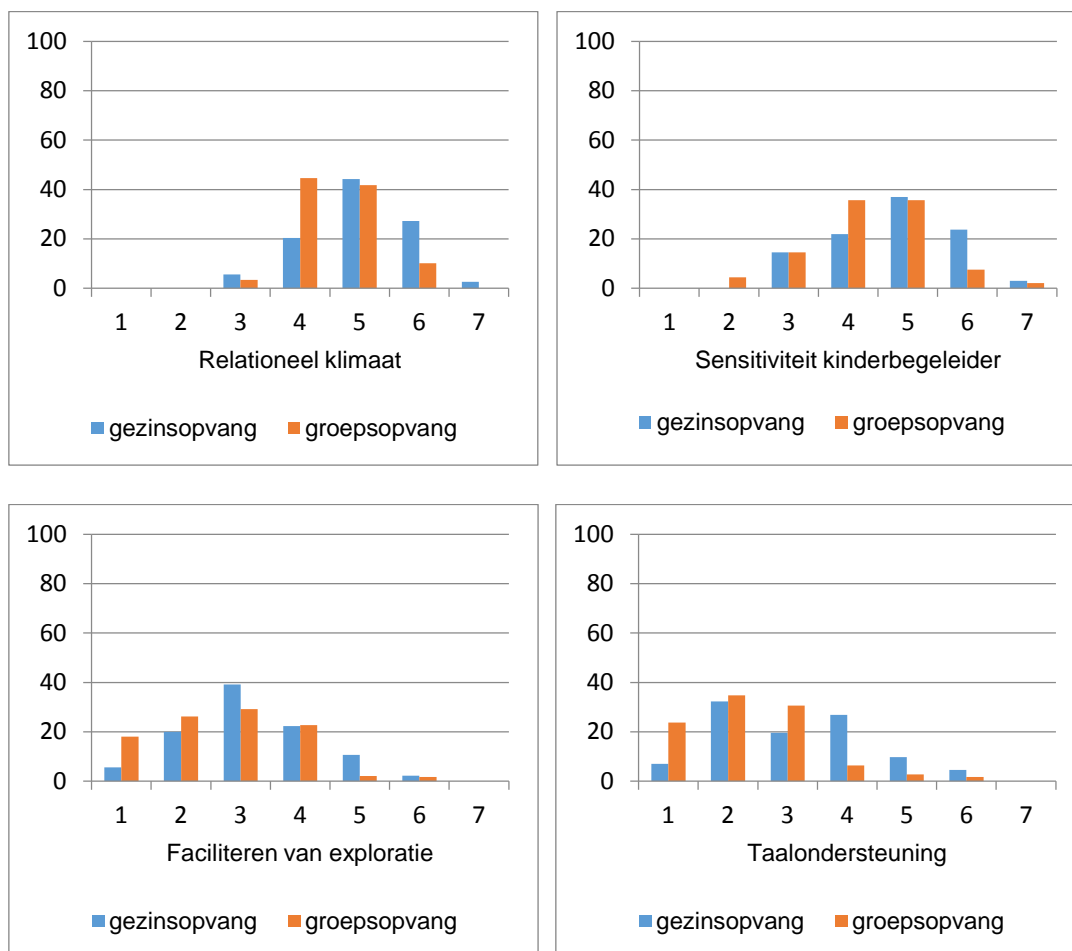 100
80
60
40
20
0
1 2 3 4 5 6 7
Relationeel klimaat
gezinsopvang groepsopvang
100
80
60
40
20
0
1 2 3 4 5 6 7
Sensitiviteit kinderbegeleider
gezinsopvang groepsopvang
100
80
60
40
20
0
1 2 3 4 5 6 7
Faciliteren van exploratie
gezinsopvang groepsopvang
100
80
60
40
20
0
1 2 3 4 5 6 7
Taalondersteuning
gezinsopvang groepsopvang